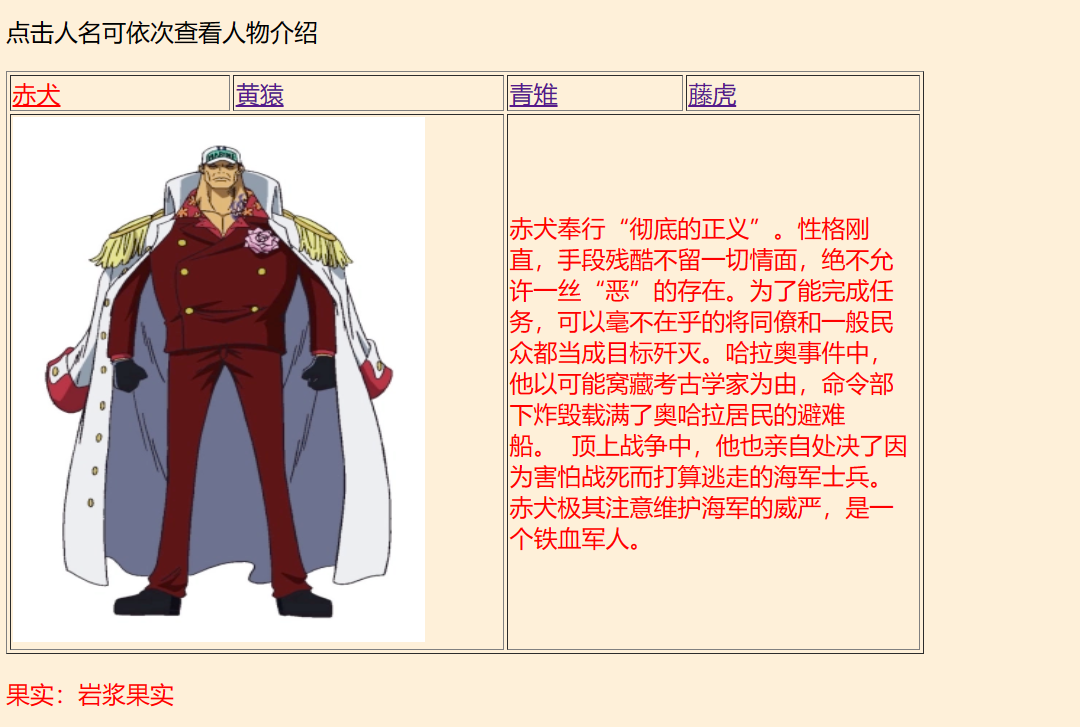 点击人名可依次查看人物介绍
赤犬 黄猿 青雉 藤虎
赤犬奉行“彻底的正义”。性格刚
直，手段残酷不留一切情面，绝不允
许一丝“恶”的存在。为了能完成任
务，可以毫不在乎的将同僚和一般民
众都当成目标歼灭。哈拉奥事件中，
他以可能窝藏考古学家为由，命令部
下炸毁载满了奥哈拉居民的避难
船。 顶上战争中，他也亲自处决了因
为害怕战死而打算逃走的海军士兵。
赤犬极其注意维护海军的威严，是一
个铁血军人。
果实：岩浆果实